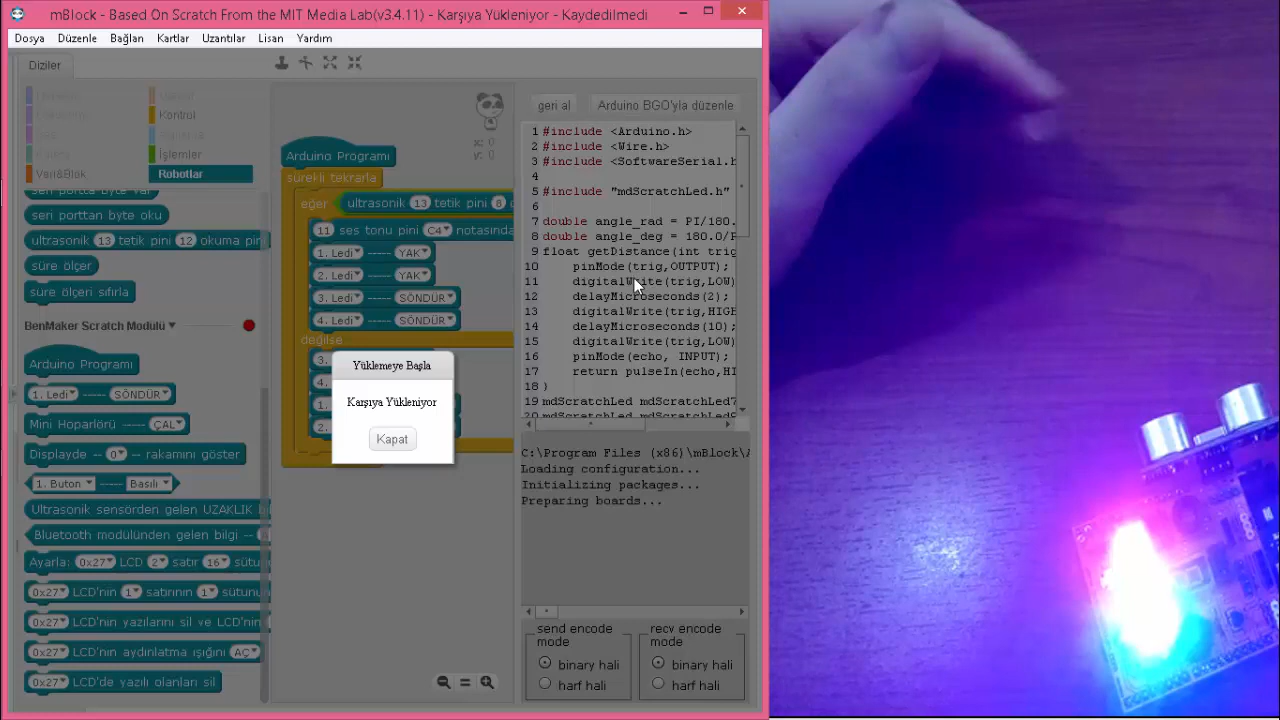 mBlock - Based On Scratch From the MIT Media Lab(v3.4.11) - Karşıya Yükleniyor - Kaydedilmedi
Dosya Düzenle Bağlan Kartlar Uzantılar Lisan Yardım
Diziler
Kontrol
İşlemler
Veri&Blok
Robotlar
seri portta byte var
seri porttan byte oku
ultrasonik 13 tetik pini 12 okuma pin
süre ölçer
süre ölçeri sıfırla
BenMaker Scratch Modülü
Arduino Programı
1. Ledi ----- SÖNDÜR
Mini Hoparlörü ----- ÇAL
Displayde -- 0 -- rakamını göster
1. Buton ----- Basılı
Ultrasonik sensörden gelen UZAKLIK
Bluetooth modülünden gelen bilgi --
Ayarla: 0x27 LCD 2 satır 16 sütu
0x27 LCD'nin 1 satırının 1 sütunu
0x27 LCD'nin yazılarını sil ve LCD'nin
0x27 LCD'nin aydınlatma ışığını AÇ
0x27 LCD'de yazılı olanları sil
x: 0
y: 0
Arduino Programı
sürekli tekrarla
eğer ultrasonik 13 tetik pini 8
11 ses tonu pini C4 notasında
1. Ledi ----- YAK
2. Ledi ----- YAK
3. Ledi ----- SÖNDÜR
4. Ledi ----- SÖNDÜR
değilse
3.
4.
1.
2.
Yüklemeye Başla
Karşıya Yükleniyor
Kapat
geri al
Arduino BGO'yla düzenle
1 #include <Arduino.h>
2 #include <Wire.h>
3 #include <SoftwareSerial.h
4
5 #include "mdScratchLed.h"
6
7 double angle_rad = PI/180.
8 double angle_deg = 180.0/P
9 float getDistance(int trig
10 pinMode(trig,OUTPUT);
11 digitalWrite(trig,LOW)
12 delayMicroseconds(2);
13 digitalWrite(trig,HIGH
14 delayMicroseconds(10);
15 digitalWrite(trig,LOW)
16 pinMode(echo, INPUT);
17 return pulseIn(echo,HI
18 }
19 mdScratchLed mdScratchLed7
C:\Program Files (x86)\mBlock\A
Loading configuration...
Initializing packages...
Preparing boards...
send encode mode
binary hali
harf hali
recv encode mode
binary hali
harf hali